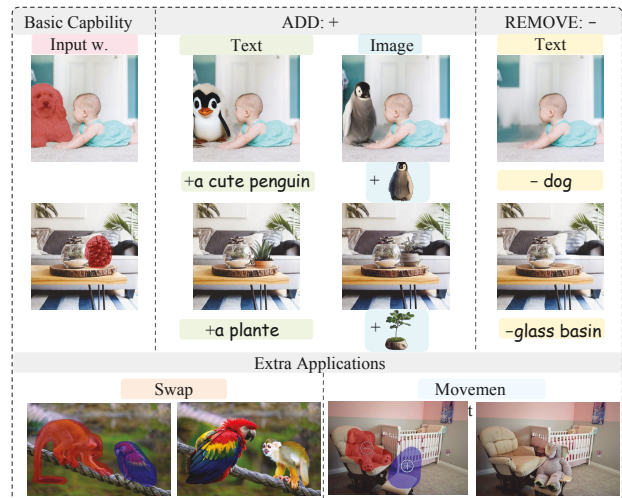 Basic Capbility
ADD: +
REMOVE: −
Input w.
Text
Image
Text
+a cute penguin
+
− dog
+a plante
+
−glass basin
Extra Applications
Swap
Movemen
t